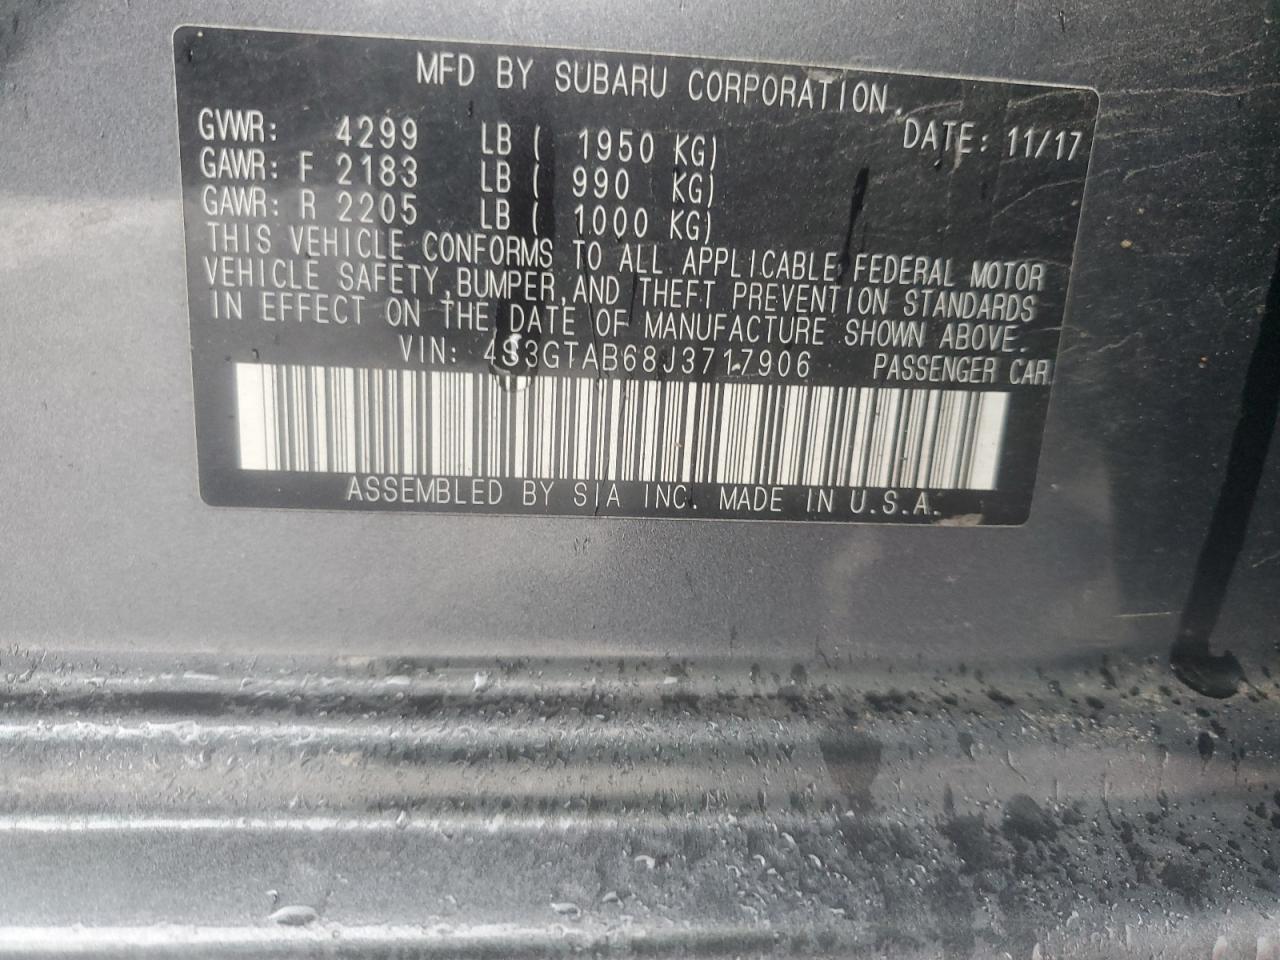 MFD BY SUBARU CORPORATION.
DATE: 11/17
GVWR: 4299 LB ( 1950 KG)
GAWR: F 2183 LB ( 990 KG)
GAWR: R 2205 LB ( 1000 KG)
THIS VEHICLE CONFORMS TO ALL APPLICABLE FEDERAL MOTOR
VEHICLE SAFETY, BUMPER, AND THEFT PREVENTION STANDARDS
IN EFFECT ON THE DATE OF MANUFACTURE SHOWN ABOVE.
VIN: 4S3GTAB68J3717906 PASSENGER CAR
ASSEMBLED BY SIA INC. MADE IN U.S.A.